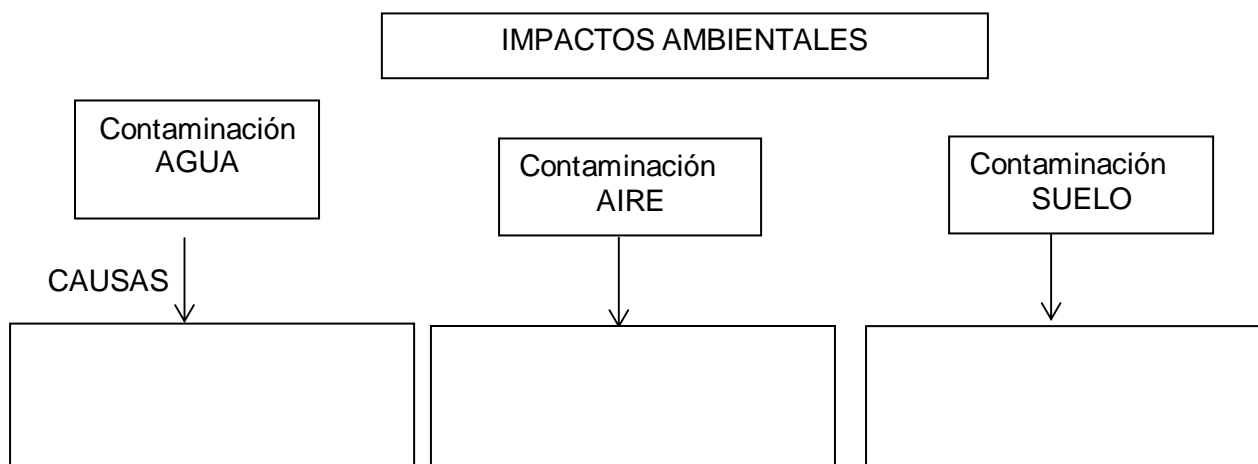 IMPACTOS AMBIENTALES
Contaminación
AGUA
Contaminación
AIRE
Contaminación
SUELO
CAUSAS